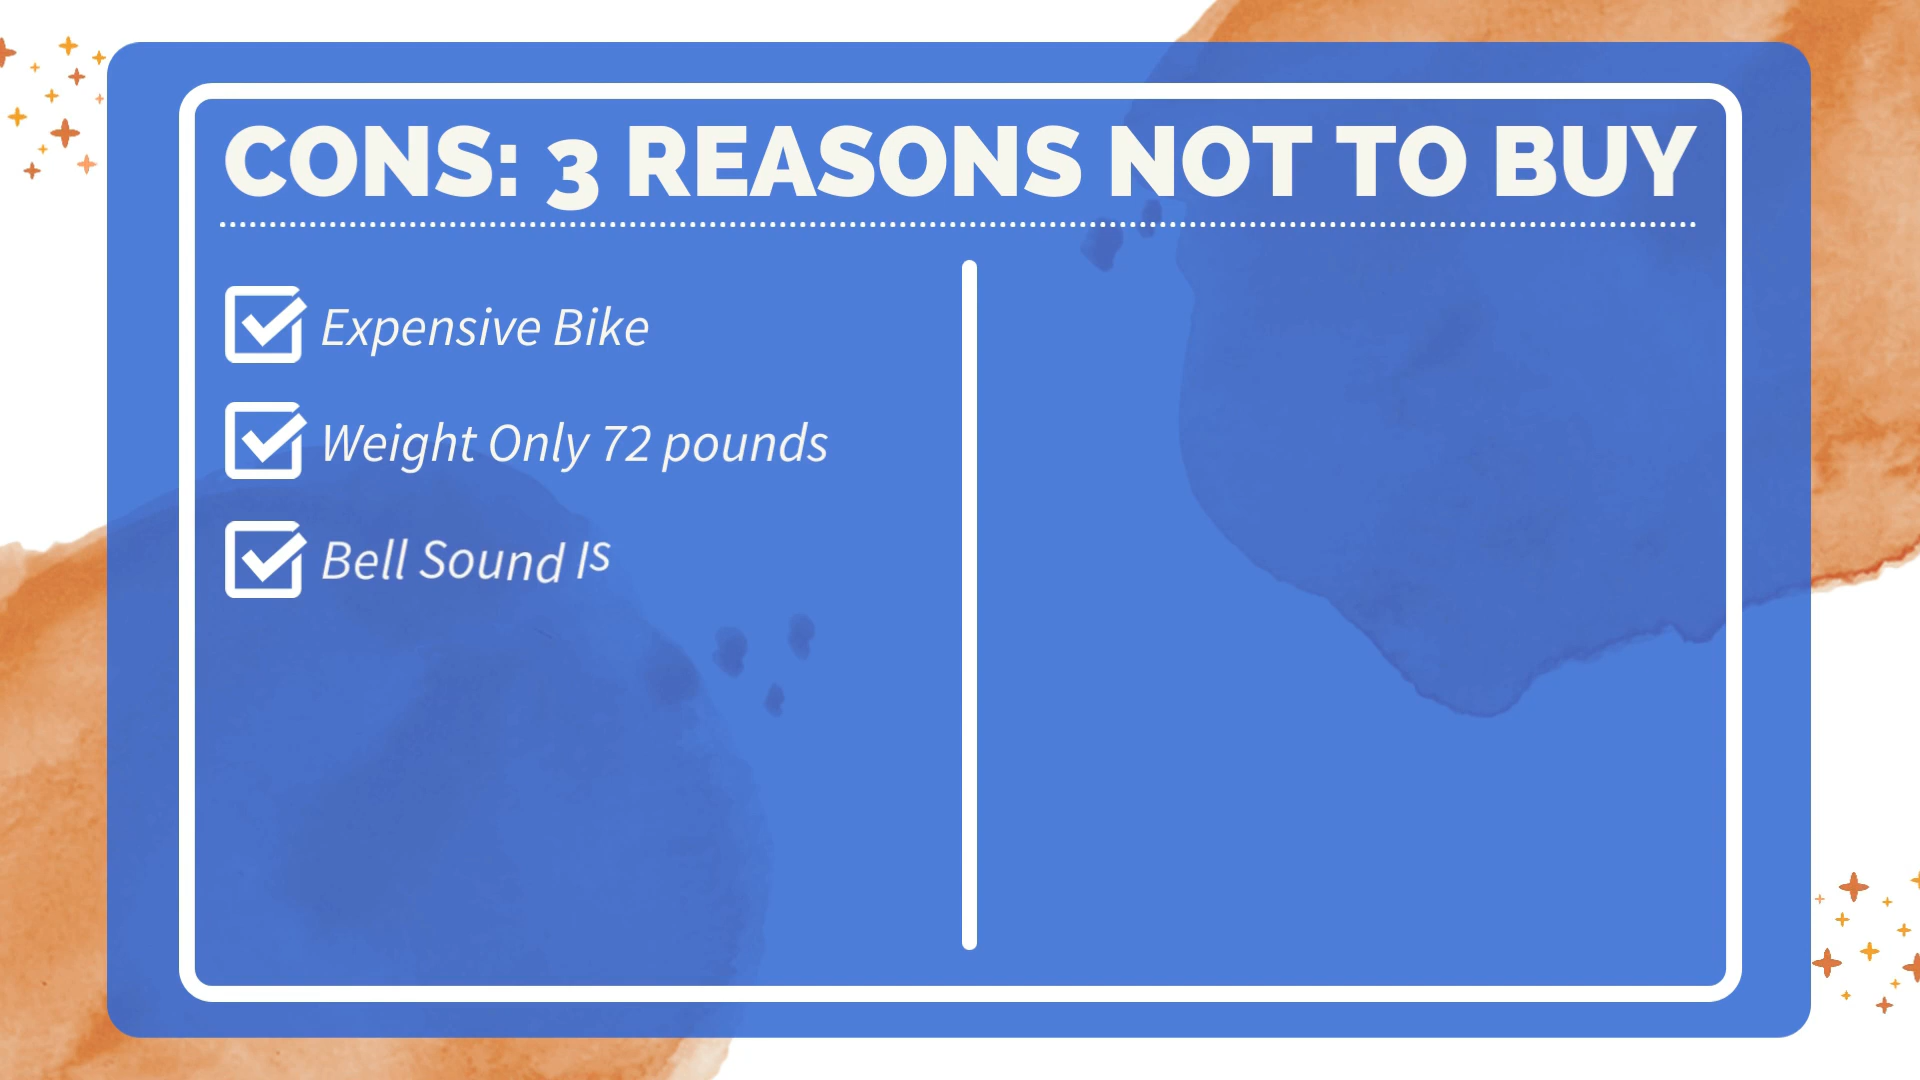 CONS: 3 REASONS NOT TO BUY
Expensive Bike
Weight Only 72 pounds
Bell Sound Is